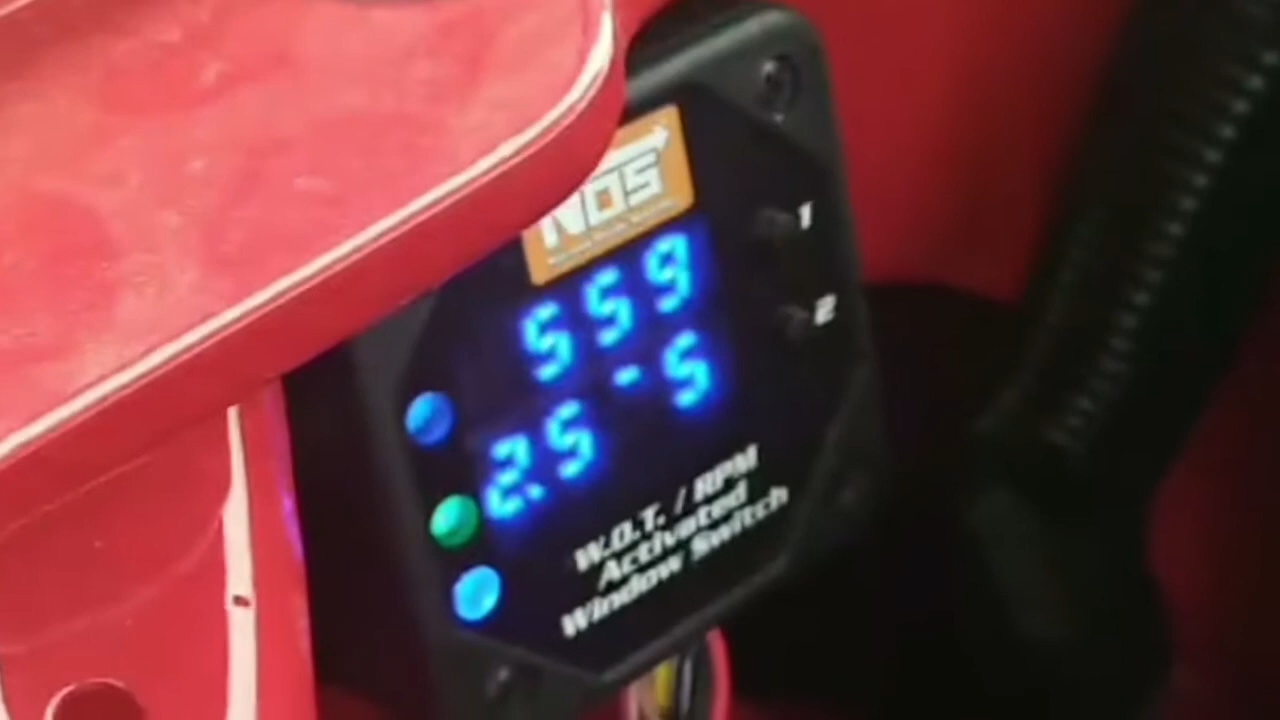 NOS
1
559
2
2.5 -5
W.O.T. / RPM
Activated
Window Switch